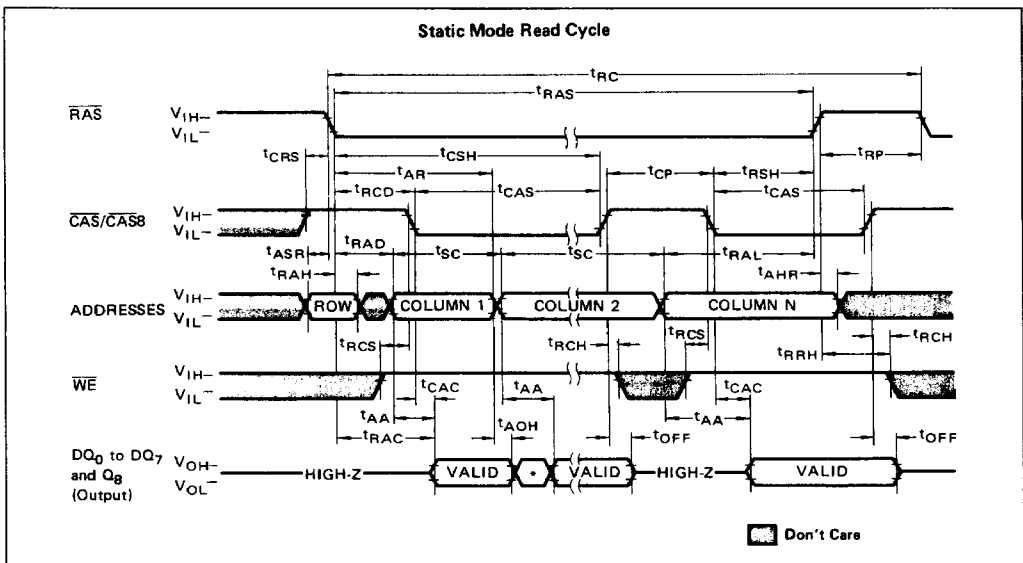 Static Mode Read Cycle
tRC
tRAS
RAS
VIH–
VIL–
tCRS
tCSH
tRP
tAR
tCP
tRSH
tRCD
tCAS
tCAS
CAS/CAS8
VIH–
VIL–
tASR
tRAD
tSC
tSC
tRAL
tRAH
tAHR
ADDRESSES
VIH–
VIL–
ROW
COLUMN 1
COLUMN 2
COLUMN N
tRCS
tRCH
tRCS
tRCH
tRRH
WE
VIH–
VIL–
tCAC
tAA
tCAC
tAA
tAOH
tAA
tRAC
tOFF
tOFF
DQ0 to DQ7
and Q8
(Output)
VOH–
VOL–
HIGH-Z
VALID
*
VALID
HIGH-Z
VALID
Don't Care